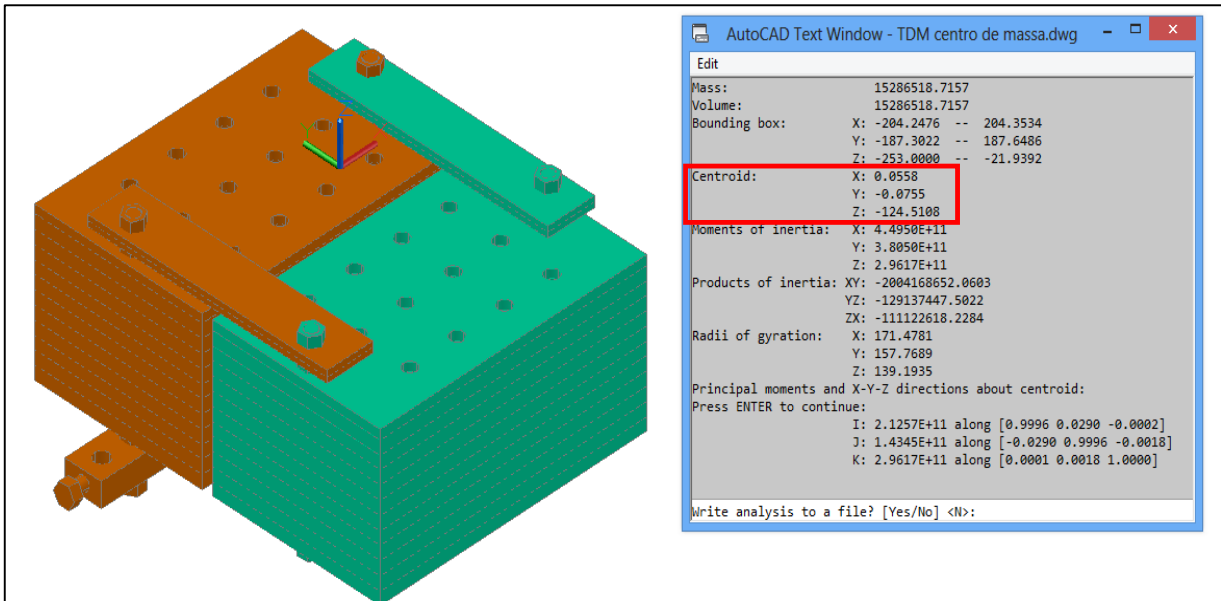 AutoCAD Text Window - TDM centro de massa.dwg
Edit
Mass: 15286518.7157
Volume: 15286518.7157
Bounding box: X: -204.2476 -- 204.3534
Y: -187.3022 -- 187.6486
Z: -253.0000 -- -21.9392
Centroid: X: 0.0558
Y: -0.0755
Z: -124.5108
Moments of inertia: X: 4.4950E+11
Y: 3.8050E+11
Z: 2.9617E+11
Products of inertia: XY: -2004168652.0603
YZ: -129137447.5022
ZX: -111122618.2284
Radii of gyration: X: 171.4781
Y: 157.7689
Z: 139.1935
Principal moments and X-Y-Z directions about centroid:
Press ENTER to continue:
I: 2.1257E+11 along [0.9996 0.0290 -0.0002]
J: 1.4345E+11 along [-0.0290 0.9996 -0.0018]
K: 2.9617E+11 along [0.0001 0.0018 1.0000]
Write analysis to a file? [Yes/No] <N>: